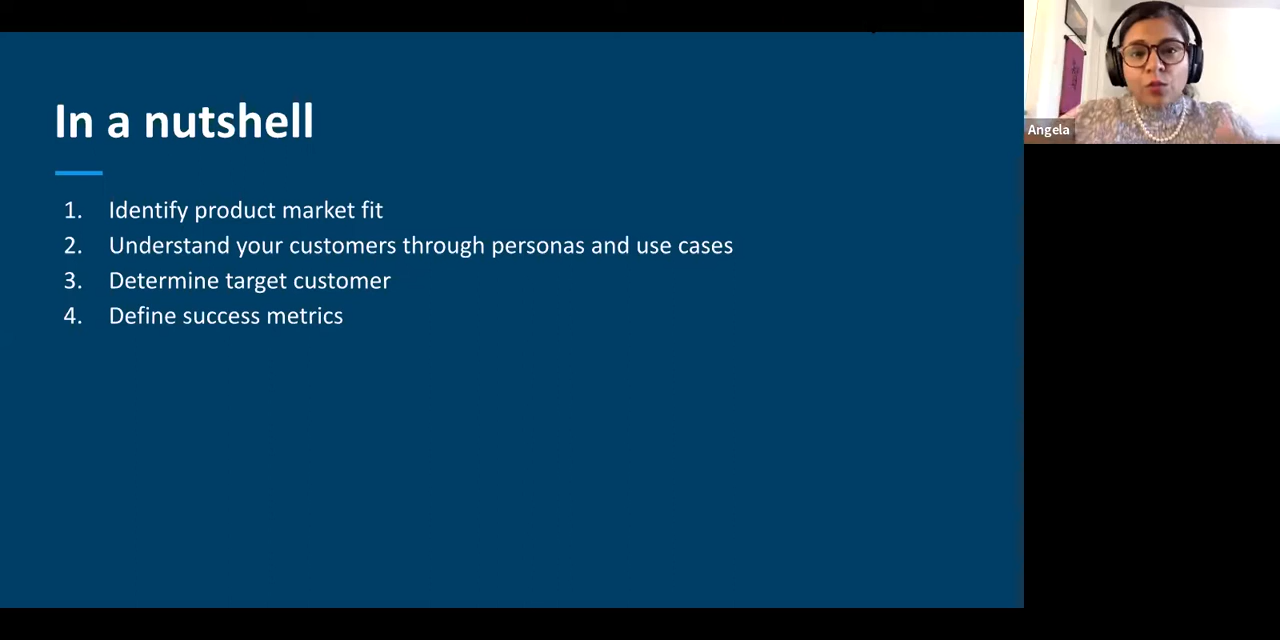 In a nutshell
1. Identify product market fit
2. Understand your customers through personas and use cases
3. Determine target customer
4. Define success metrics
Angela